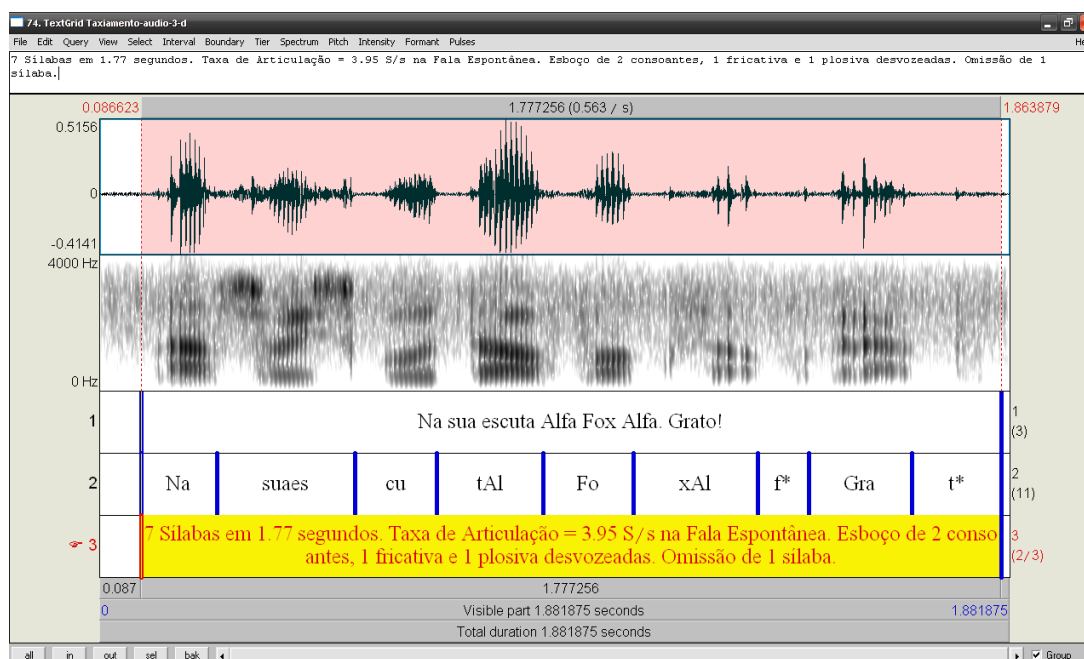 74. TextGrid Taxiamento-audio-3-d
File Edit Query View Select Interval Boundary Tier Spectrum Pitch Intensity Formant Pulses He
7 Sílabas em 1.77 segundos. Taxa de Articulação = 3.95 S/s na Fala Espontânea. Esboço de 2 consoantes, 1 fricativa e 1 plosiva desvozeadas. Omissão de 1
sílaba.
0.086623 1.777256 (0.563 / s) 1.863879
0.5156
0
-0.4141
4000 Hz
0 Hz
1 Na sua escuta Alfa Fox Alfa. Grato! 1
(3)
2 Na suaes cu tAl Fo xAl f* Gra t* 2
(11)
3 7 Sílabas em 1.77 segundos. Taxa de Articulação = 3.95 S/s na Fala Espontânea. Esboço de 2 conso 3
antes, 1 fricativa e 1 plosiva desvozeadas. Omissão de 1 sílaba. (2/3)
0.087 1.777256
0 Visible part 1.881875 seconds 1.881875
Total duration 1.881875 seconds
all in out sel bak Group